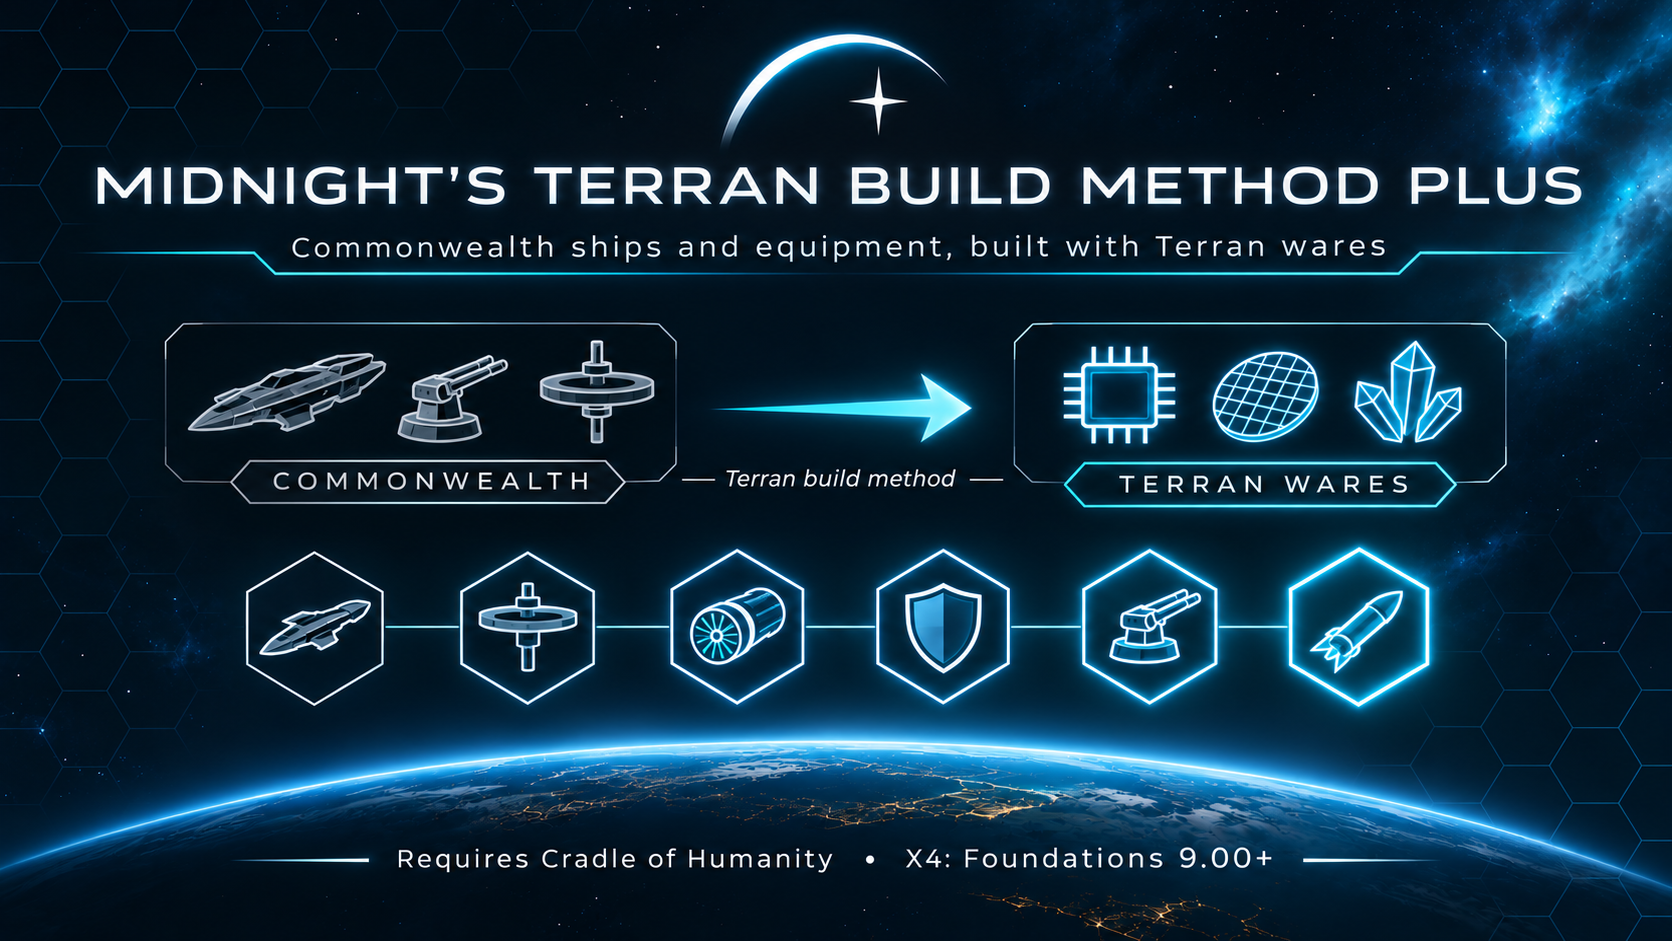 MIDNIGHT'S TERRAN BUILD METHOD PLUS
Commonwealth ships and equipment, built with Terran wares
COMMONWEALTH
Terran build method
TERRAN WARES
Requires Cradle of Humanity • X4: Foundations 9.00+